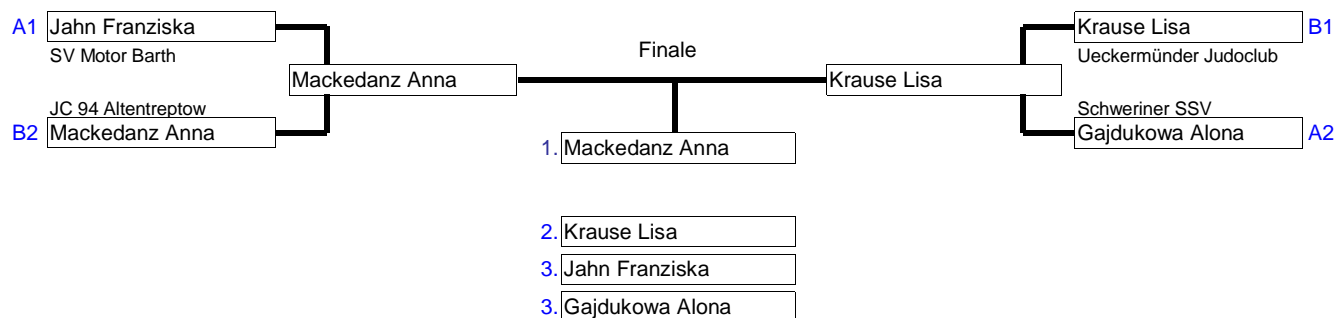 A1 Jahn Franziska
SV Motor Barth
Mackedanz Anna
JC 94 Altentreptow
B2 Mackedanz Anna
Finale
1. Mackedanz Anna
2. Krause Lisa
3. Jahn Franziska
3. Gajdukowa Alona
Krause Lisa B1
Ueckermünder Judoclub
Krause Lisa
Schweriner SSV
Gajdukowa Alona A2